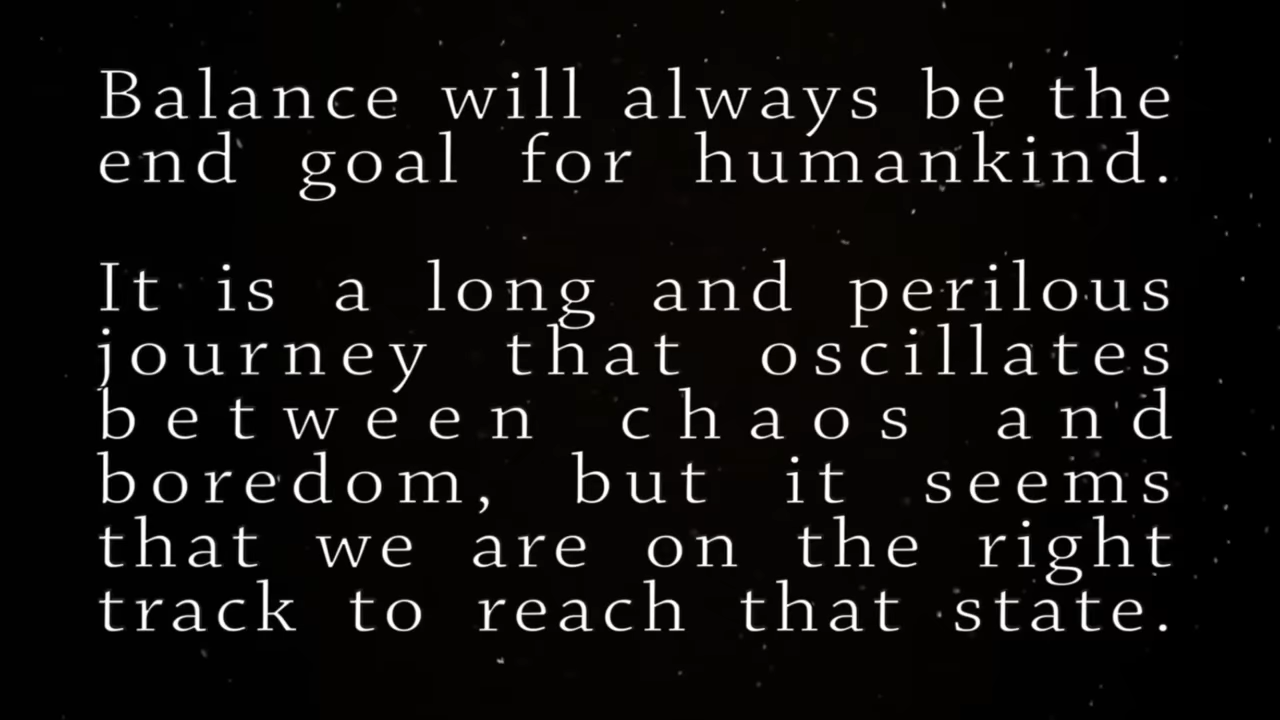 Balance will always be the
end goal for humankind.
It is a long and perilous
journey that oscillates
between chaos and
boredom, but it seems
that we are on the right
track to reach that state.